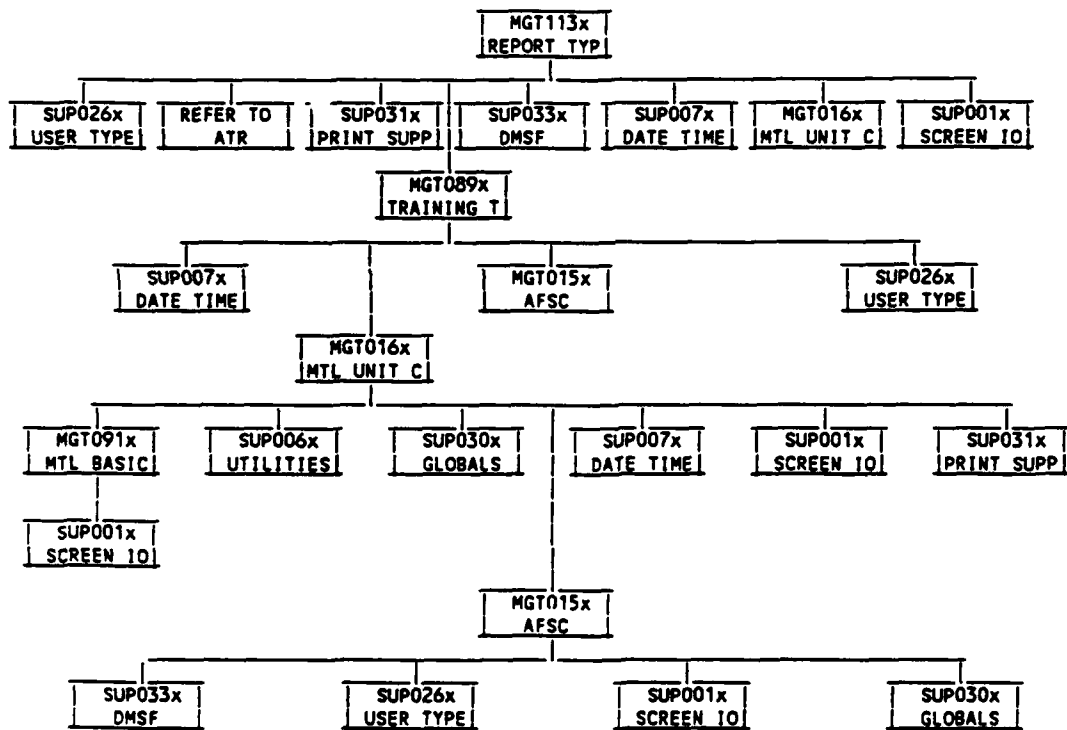 MGT113x
REPORT TYP
SUP026x
USER TYPE
REFER TO
ATR
SUP031x
PRINT SUPP
SUP033x
DMSF
SUP007x
DATE TIME
MGT016x
MTL UNIT C
SUP001x
SCREEN IO
MGT089x
TRAINING T
SUP007x
DATE TIME
MGT015x
AFSC
SUP026x
USER TYPE
MGT016x
MTL UNIT C
MGT091x
MTL BASIC
SUP006x
UTILITIES
SUP030x
GLOBALS
SUP007x
DATE TIME
SUP001x
SCREEN IO
SUP031x
PRINT SUPP
SUP001x
SCREEN IO
MGT015x
AFSC
SUP033x
DMSF
SUP026x
USER TYPE
SUP001x
SCREEN IO
SUP030x
GLOBALS